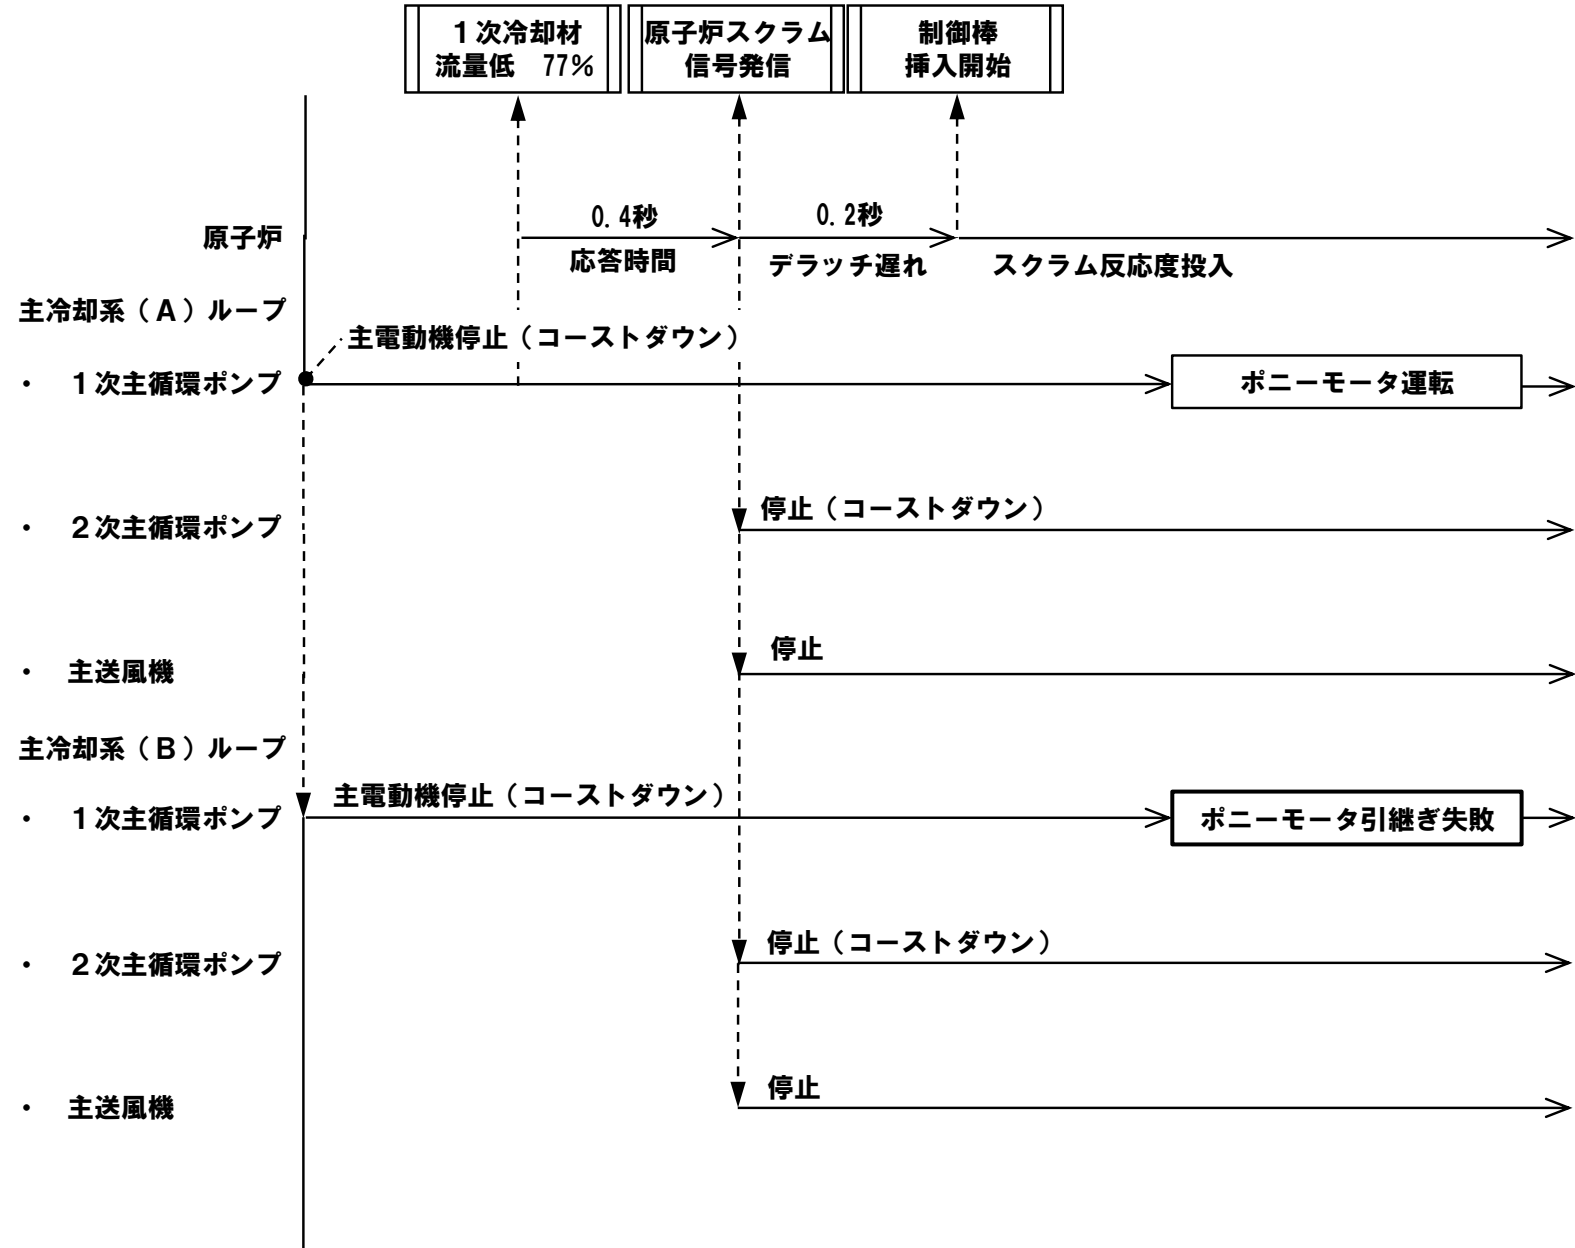 １次冷却材
流量低　77%
原子炉スクラム
信号発信
制御棒
挿入開始
0.4秒
0.2秒
原子炉
応答時間
デラッチ遅れ
スクラム反応度投入
主冷却系（A）ループ
主電動機停止（コーストダウン）
・　１次主循環ポンプ
ポニーモータ運転
停止（コーストダウン）
・　２次主循環ポンプ
停止
・　主送風機
主冷却系（B）ループ
主電動機停止（コーストダウン）
・　１次主循環ポンプ
ポニーモータ引継ぎ失敗
停止（コーストダウン）
・　２次主循環ポンプ
停止
・　主送風機